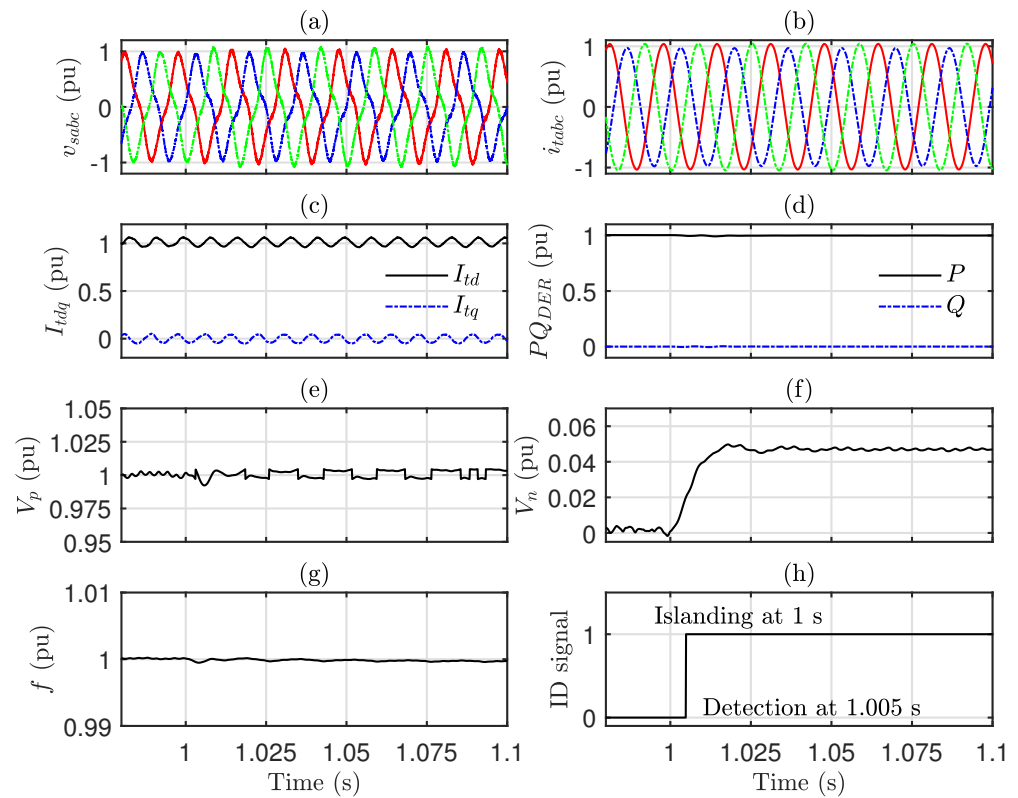 (a)
1
0
-1
v_sabc (pu)
(b)
1
0
-1
i_tabc (pu)
(c)
1
0.5
0
I_tdq (pu)
I_td
I_tq
(d)
1
0.5
0
PQ_DER (pu)
P
Q
(e)
1.05
1.025
1
0.975
0.95
V_p (pu)
(f)
0.06
0.04
0.02
0
V_n (pu)
(g)
1.01
1
0.99
f (pu)
1
1.025
1.05
1.075
1.1
Time (s)
(h)
1
0
ID signal
Islanding at 1 s
Detection at 1.005 s
1
1.025
1.05
1.075
1.1
Time (s)